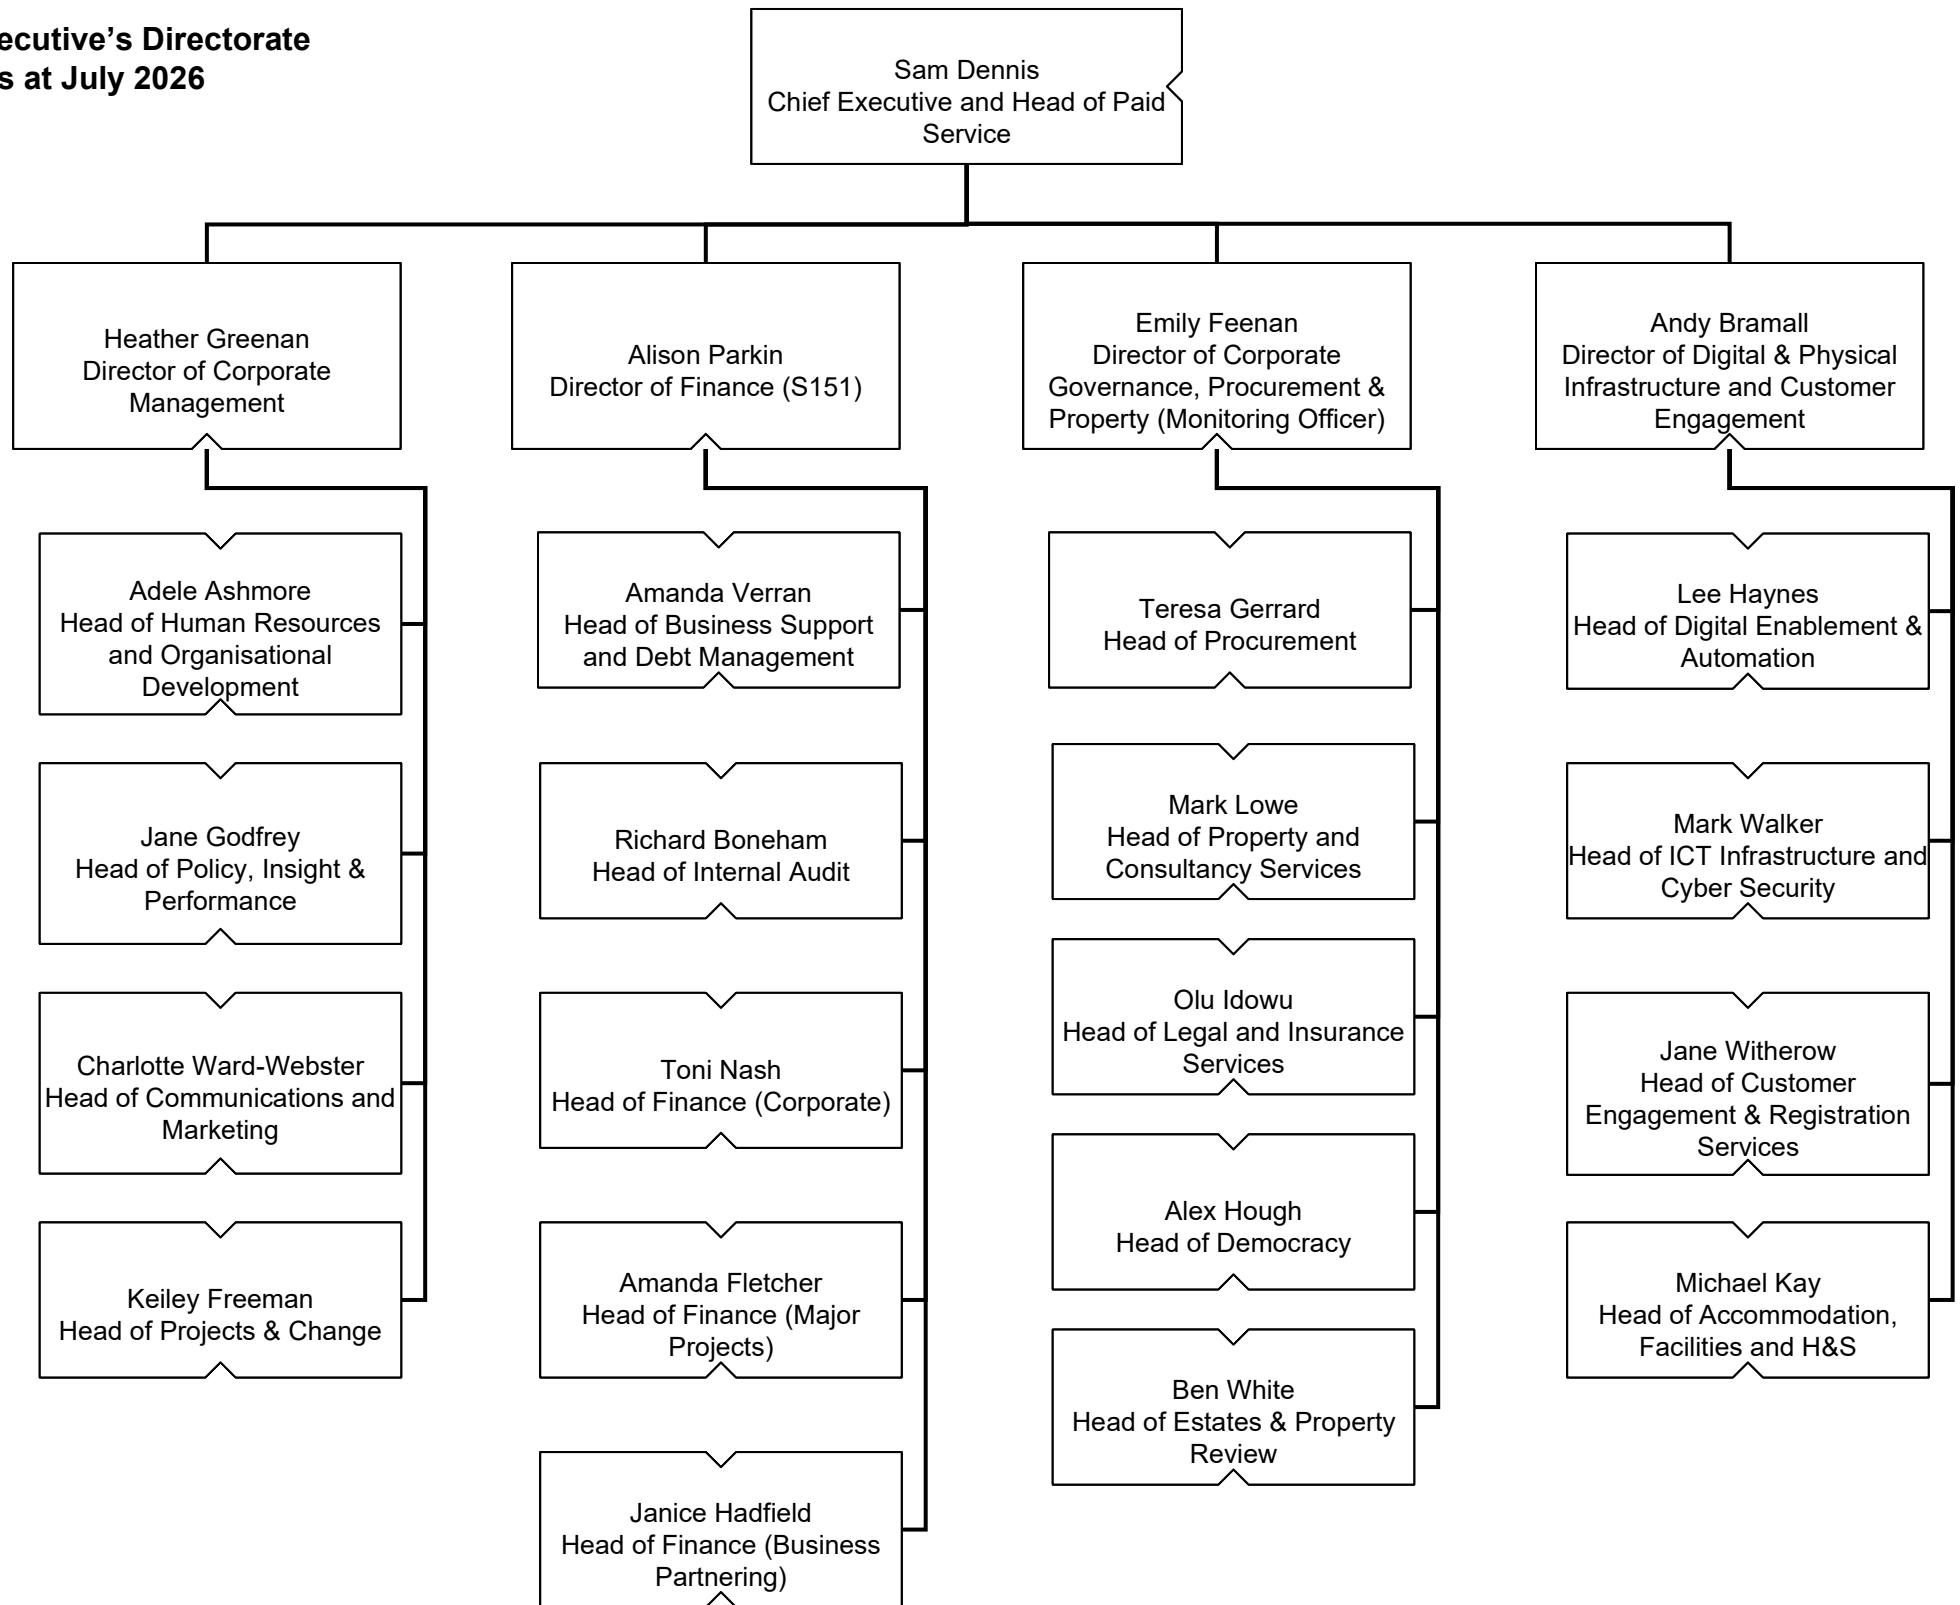 ecutive’s Directorate
s at July 2026
Sam Dennis
Chief Executive and Head of Paid
Service
Heather Greenan
Director of Corporate
Management
Alison Parkin
Director of Finance (S151)
Emily Feenan
Director of Corporate
Governance, Procurement &
Property (Monitoring Officer)
Andy Bramall
Director of Digital & Physical
Infrastructure and Customer
Engagement
Adele Ashmore
Head of Human Resources
and Organisational
Development
Jane Godfrey
Head of Policy, Insight &
Performance
Charlotte Ward-Webster
Head of Communications and
Marketing
Keiley Freeman
Head of Projects & Change
Amanda Verran
Head of Business Support
and Debt Management
Richard Boneham
Head of Internal Audit
Toni Nash
Head of Finance (Corporate)
Amanda Fletcher
Head of Finance (Major
Projects)
Janice Hadfield
Head of Finance (Business
Partnering)
Teresa Gerrard
Head of Procurement
Mark Lowe
Head of Property and
Consultancy Services
Olu Idowu
Head of Legal and Insurance
Services
Alex Hough
Head of Democracy
Ben White
Head of Estates & Property
Review
Lee Haynes
Head of Digital Enablement &
Automation
Mark Walker
Head of ICT Infrastructure and
Cyber Security
Jane Witherow
Head of Customer
Engagement & Registration
Services
Michael Kay
Head of Accommodation,
Facilities and H&S